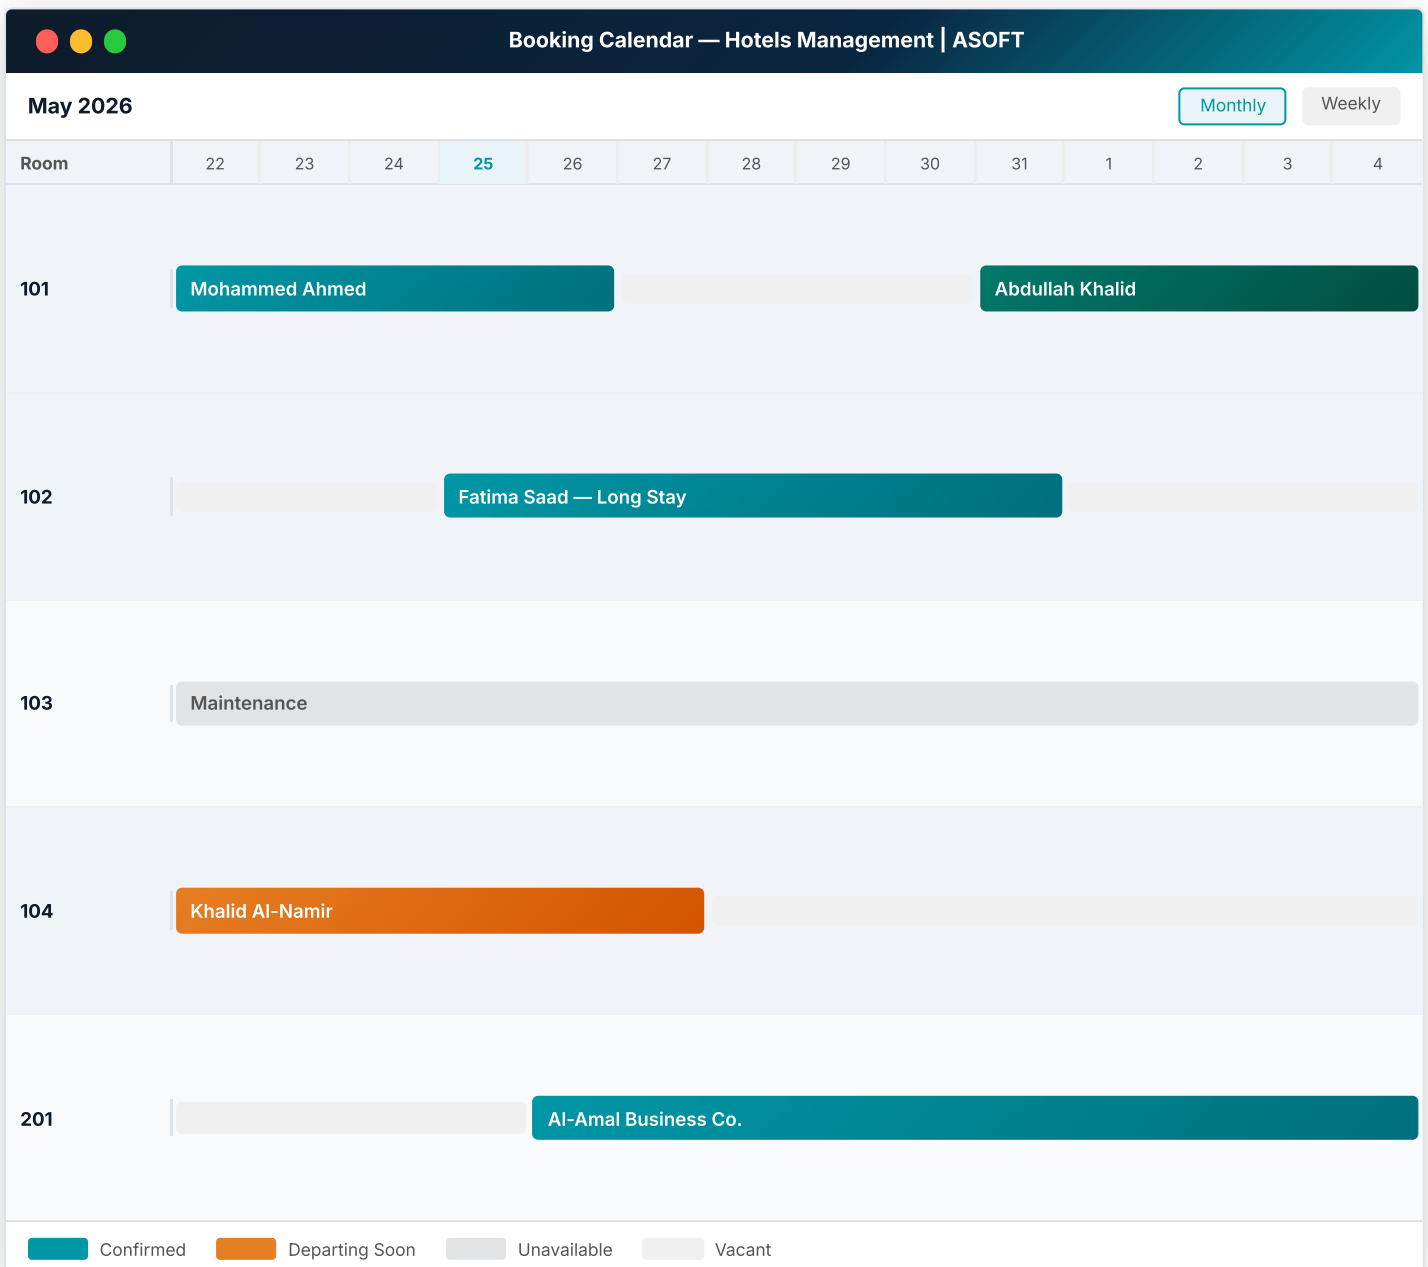 Booking Calendar — Hotels Management | ASOFT
May 2026
Monthly
Weekly
Room 22 23 24 25 26 27 28 29 30 31 1 2 3 4
101 Mohammed Ahmed Abdullah Khalid
102 Fatima Saad — Long Stay
103 Maintenance
104 Khalid Al-Namir
201 Al-Amal Business Co.
Confirmed Departing Soon Unavailable Vacant